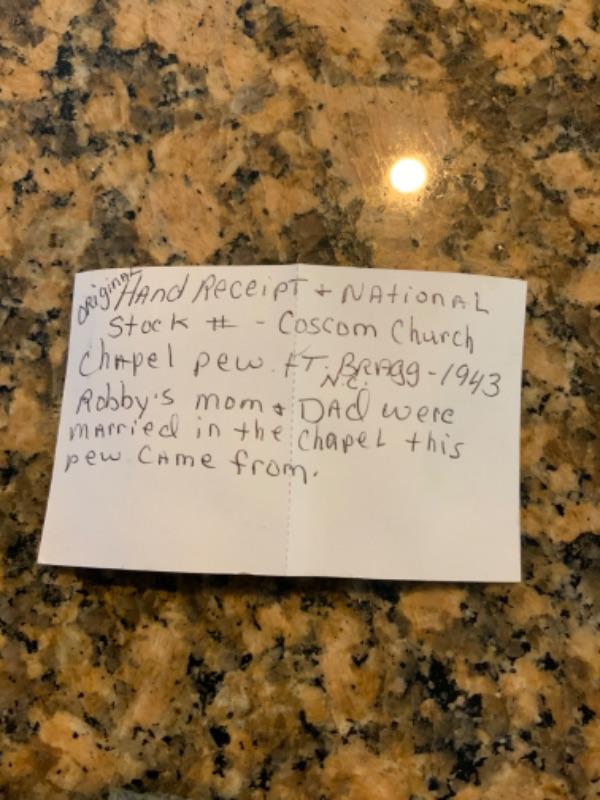 Original Hand Receipt + National
Stock # - Coscom Church
Chapel pew. FT. Bragg - 1943
N.C.
Robby's mom + DAD were
married in the chapel this
pew came from.